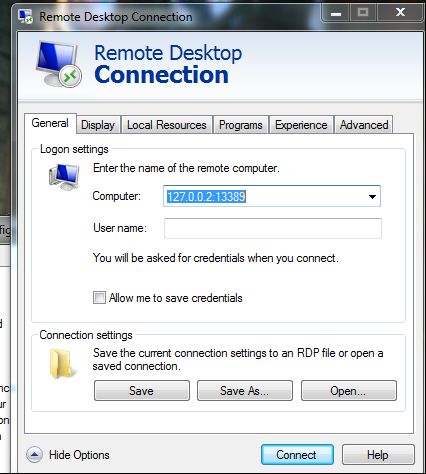 Remote Desktop Connection
Remote Desktop
Connection
General
Display
Local Resources
Programs
Experience
Advanced
Logon settings
Enter the name of the remote computer.
Computer: 127.0.0.2:13389
User name:
You will be asked for credentials when you connect.
Allow me to save credentials
Connection settings
Save the current connection settings to an RDP file or open a
saved connection.
Save
Save As...
Open...
Hide Options
Connect
Help